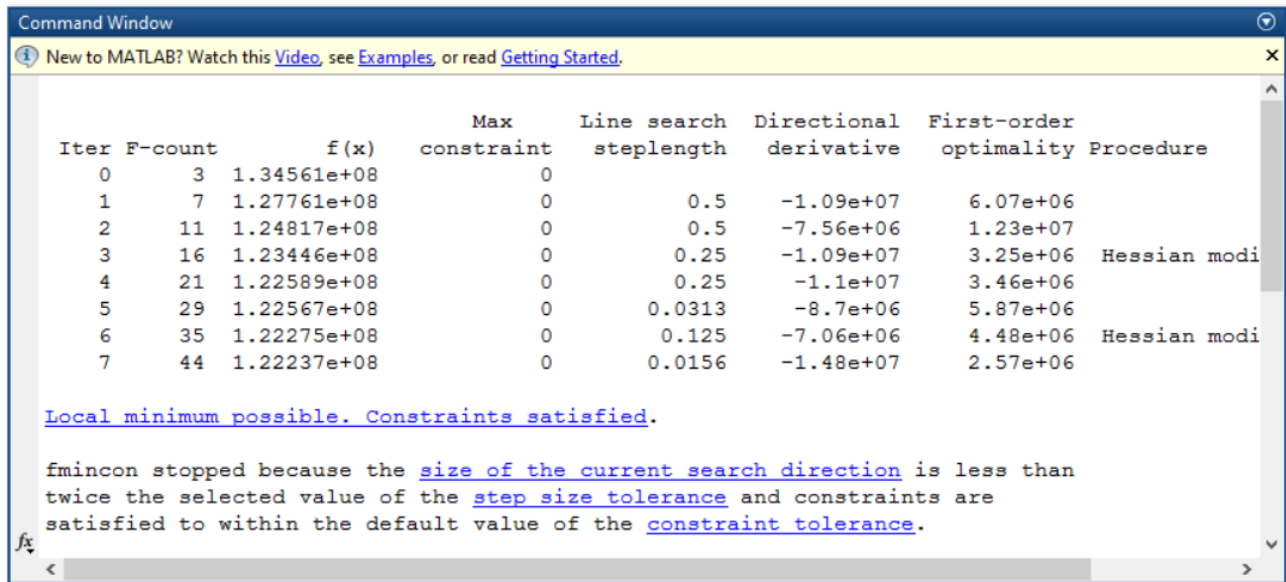 Command Window
New to MATLAB? Watch this Video, see Examples, or read Getting Started.
Max Line search Directional First-order
Iter F-count f(x) constraint steplength derivative optimality Procedure
0 3 1.34561e+08 0
1 7 1.27761e+08 0 0.5 -1.09e+07 6.07e+06
2 11 1.24817e+08 0 0.5 -7.56e+06 1.23e+07
3 16 1.23446e+08 0 0.25 -1.09e+07 3.25e+06 Hessian modi
4 21 1.22589e+08 0 0.25 -1.1e+07 3.46e+06
5 29 1.22567e+08 0 0.0313 -8.7e+06 5.87e+06
6 35 1.22275e+08 0 0.125 -7.06e+06 4.48e+06 Hessian modi
7 44 1.22237e+08 0 0.0156 -1.48e+07 2.57e+06
Local minimum possible. Constraints satisfied.
fmincon stopped because the size of the current search direction is less than
twice the selected value of the step size tolerance and constraints are
satisfied to within the default value of the constraint tolerance.
fx